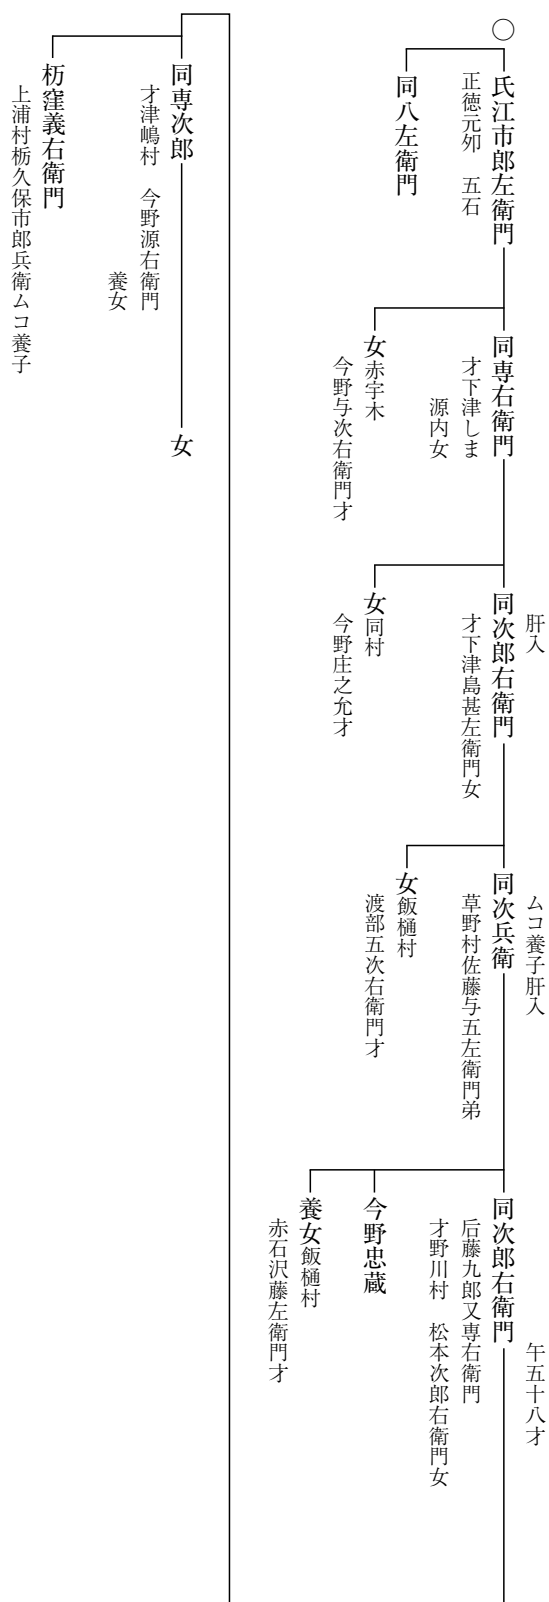 ○
氏江市郎左衛門
正徳元卯　五石
同八左衛門
同専右衛門
才下津しま
源内女
女赤宇木
今野与次右衛門才
肝入
同次郎右衛門
才下津島甚左衛門女
女同村
今野庄之允才
ムコ養子肝入
同次兵衛
草野村佐藤与五左衛門弟
女飯樋村
渡部五次右衛門才
午五十八才
同次郎右衛門
后藤九郎又専右衛門
才野川村　松本次郎右衛門女
今野忠蔵
養女飯樋村
赤石沢藤左衛門才
同専次郎
才津嶋村　今野源右衛門
養女
女
栃窪義右衛門
上浦村栃久保市郎兵衛ムコ養子